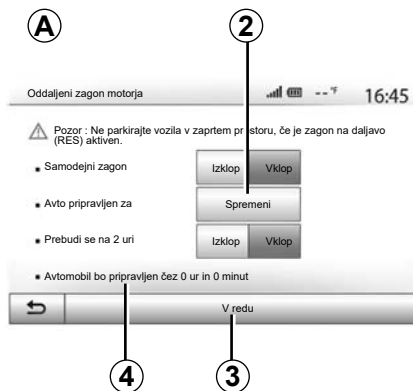 A
2
Oddaljeni zagon motorja
-- °F
16:45
Pozor : Ne parkirajte vozila v zaprtem prostoru, če je zagon na daljavo
(RES) aktiven.
Samodejni zagon
Izklop Vklop
Avto pripravljen za
Spremeni
Prebudi se na 2 uri
Izklop Vklop
Avtomobil bo pripravljen čez 0 ur in 0 minut
V redu
4
3